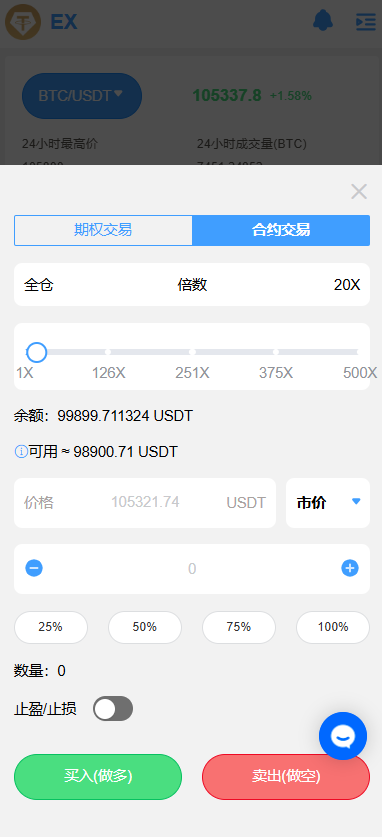 EX
BTC/USDT
105337.8 +1.58%
24小时最高价 24小时成交量(BTC)
期权交易 合约交易
全仓 倍数 20X
1X 126X 251X 375X 500X
余额：99899.711324 USDT
可用 ≈ 98900.71 USDT
价格 105321.74 USDT 市价
0
25% 50% 75% 100%
数量：0
止盈/止损
买入(做多) 卖出(做空)